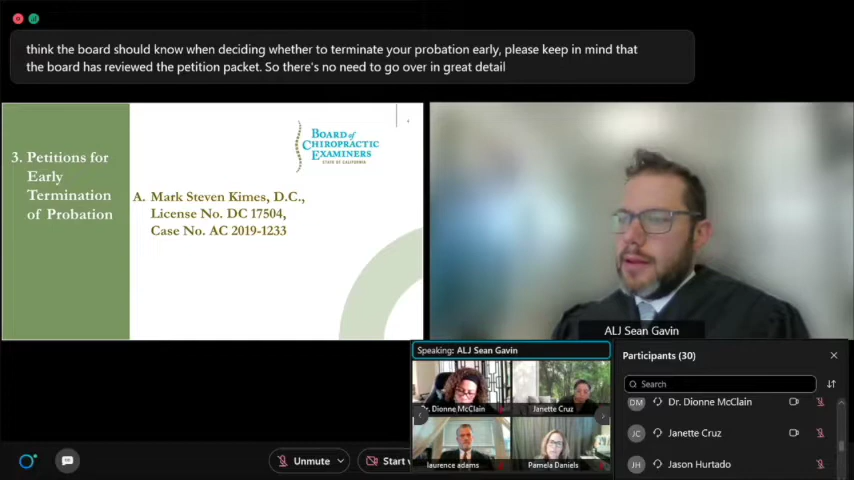 think the board should know when deciding whether to terminate your probation early, please keep in mind that
the board has reviewed the petition packet. So there's no need to go over in great detail
3. Petitions for
Early
Termination
of Probation
BOARD of
CHIROPRACTIC
EXAMINERS
STATE OF CALIFORNIA
A. Mark Steven Kimes, D.C.,
License No. DC 17504,
Case No. AC 2019-1233
ALJ Sean Gavin
Speaking: ALJ Sean Gavin
Dr. Dionne McClain
Janette Cruz
laurence adams
Pamela Daniels
Participants (30)
Search
DM Dr. Dionne McClain
JC Janette Cruz
JH Jason Hurtado
Unmute
Start